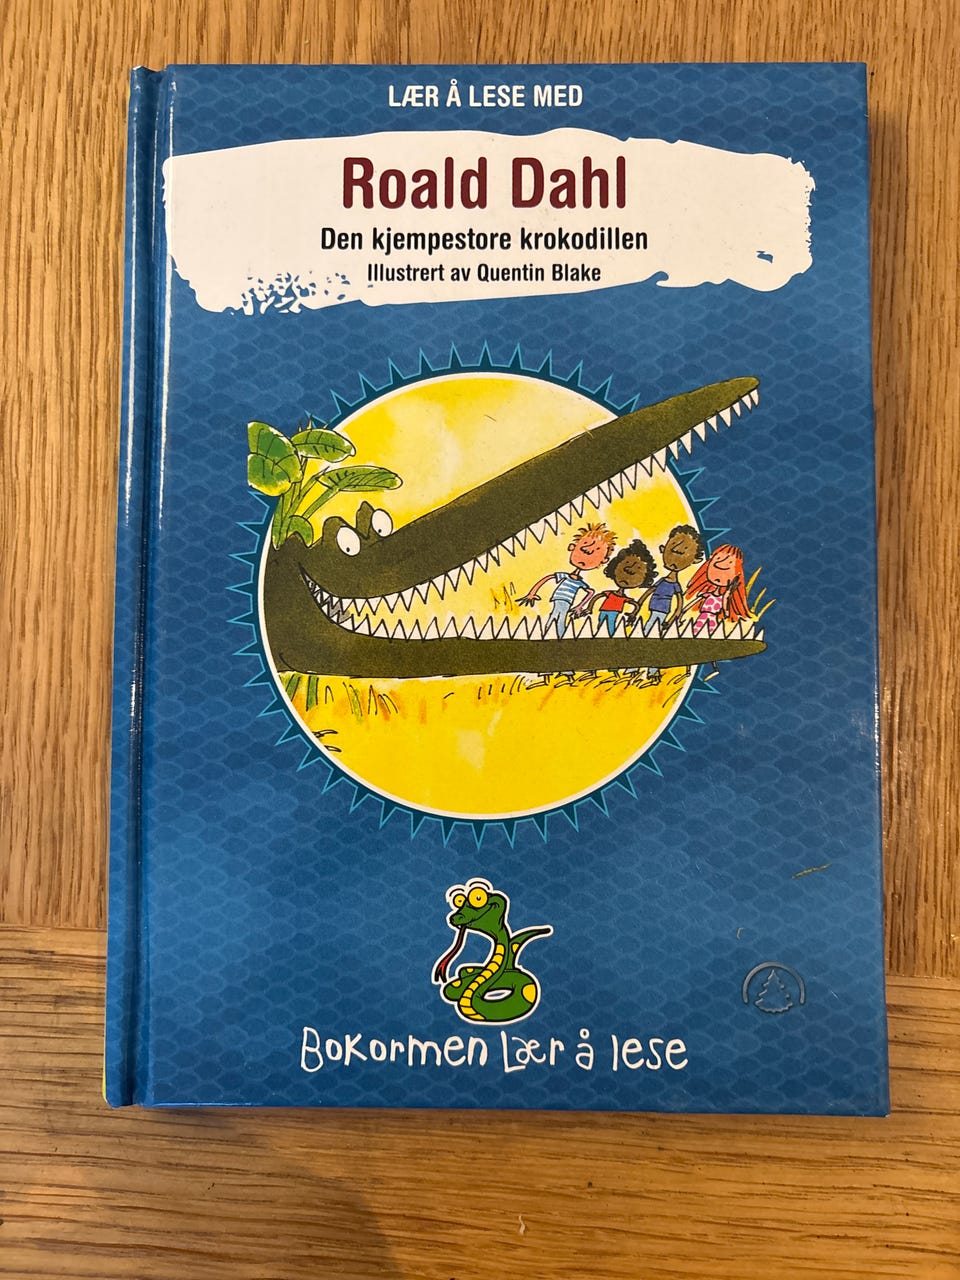 LÆR Å LESE MED
Roald Dahl
Den kjempestore krokodillen
Illustrert av Quentin Blake
Bokormen Lær å lese